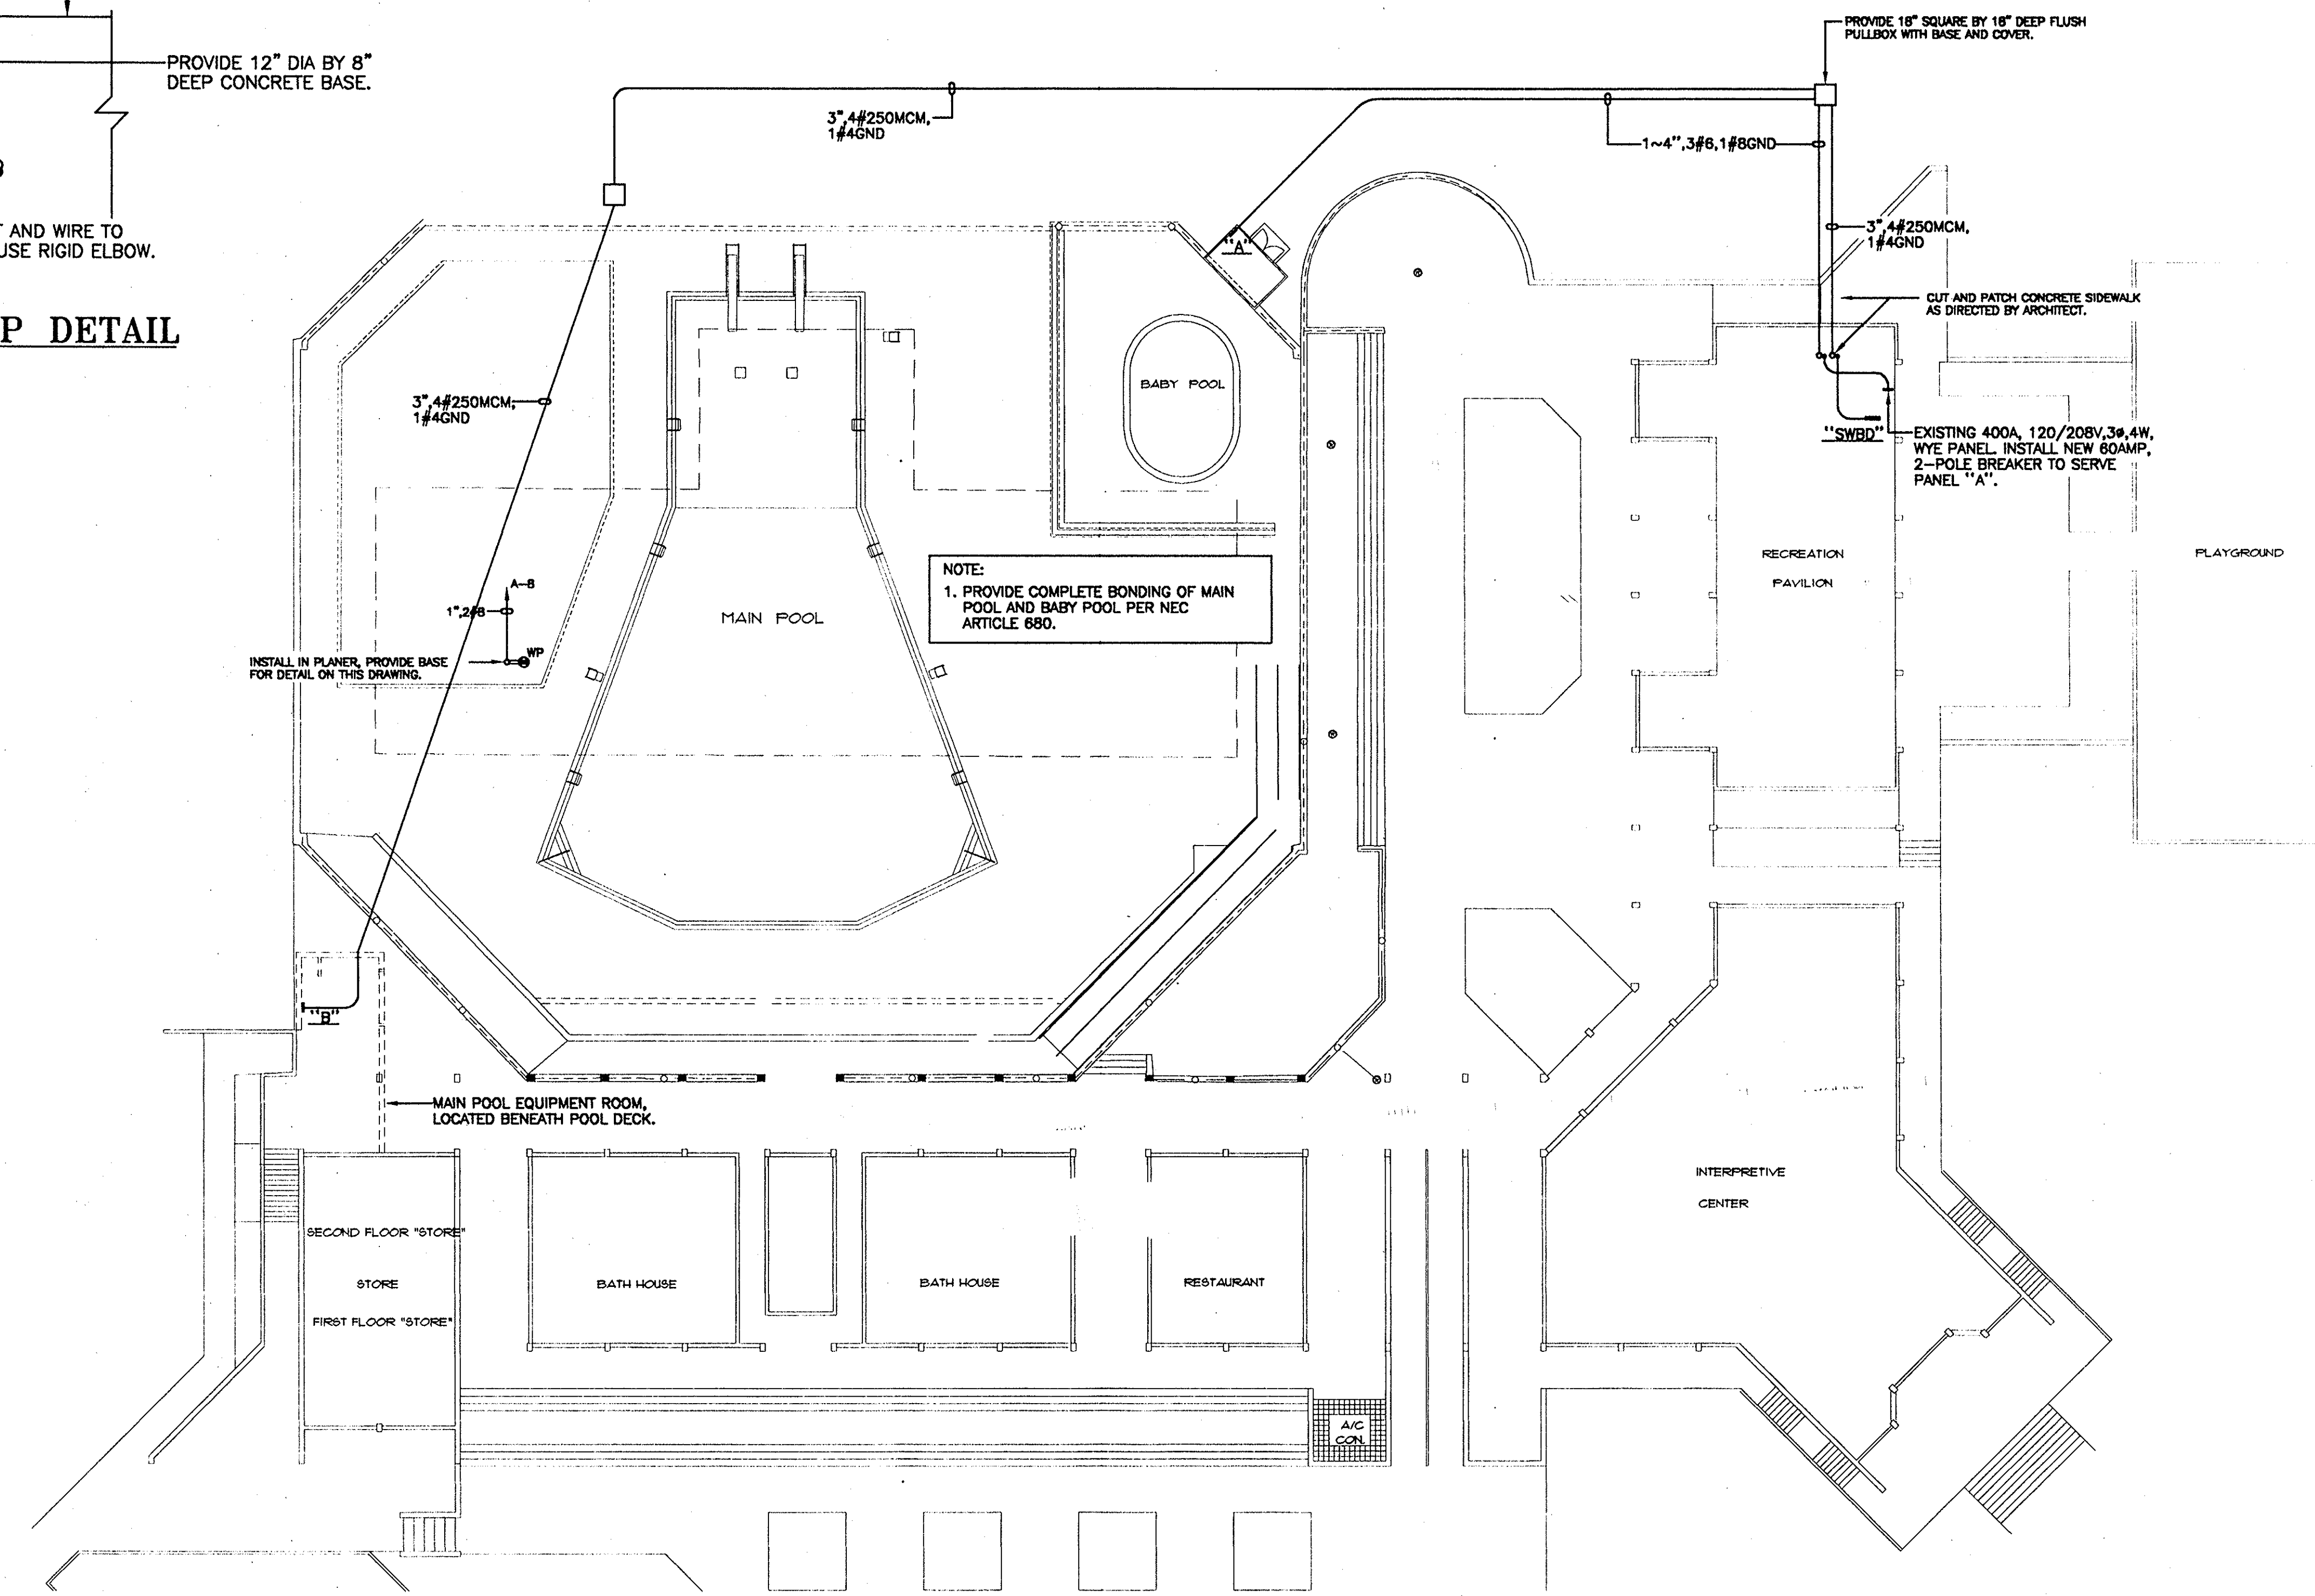 PROVIDE 12" DIA BY 8"
DEEP CONCRETE BASE.
T AND WIRE TO
USE RIGID ELBOW.
P DETAIL
PROVIDE 18" SQUARE BY 18" DEEP FLUSH
PULLBOX WITH BASE AND COVER.
3",4#250MCM,
1#4GND
1~4",3#6,1#8GND
3",4#250MCM,
1#4GND
"A"
CUT AND PATCH CONCRETE SIDEWALK
AS DIRECTED BY ARCHITECT.
BABY POOL
3",4#250MCM,
1#4GND
"SWBD"
EXISTING 400A, 120/208V,3ø,4W,
WYE PANEL. INSTALL NEW 60AMP,
2-POLE BREAKER TO SERVE
PANEL "A".
RECREATION
PAVILION
PLAYGROUND
NOTE:
1. PROVIDE COMPLETE BONDING OF MAIN
POOL AND BABY POOL PER NEC
ARTICLE 680.
A-8
1",2#8
WP
MAIN POOL
INSTALL IN PLANER, PROVIDE BASE
FOR DETAIL ON THIS DRAWING.
"B"
MAIN POOL EQUIPMENT ROOM,
LOCATED BENEATH POOL DECK.
INTERPRETIVE
CENTER
SECOND FLOOR "STORE"
STORE
FIRST FLOOR "STORE"
BATH HOUSE
BATH HOUSE
RESTAURANT
A/C
CON.